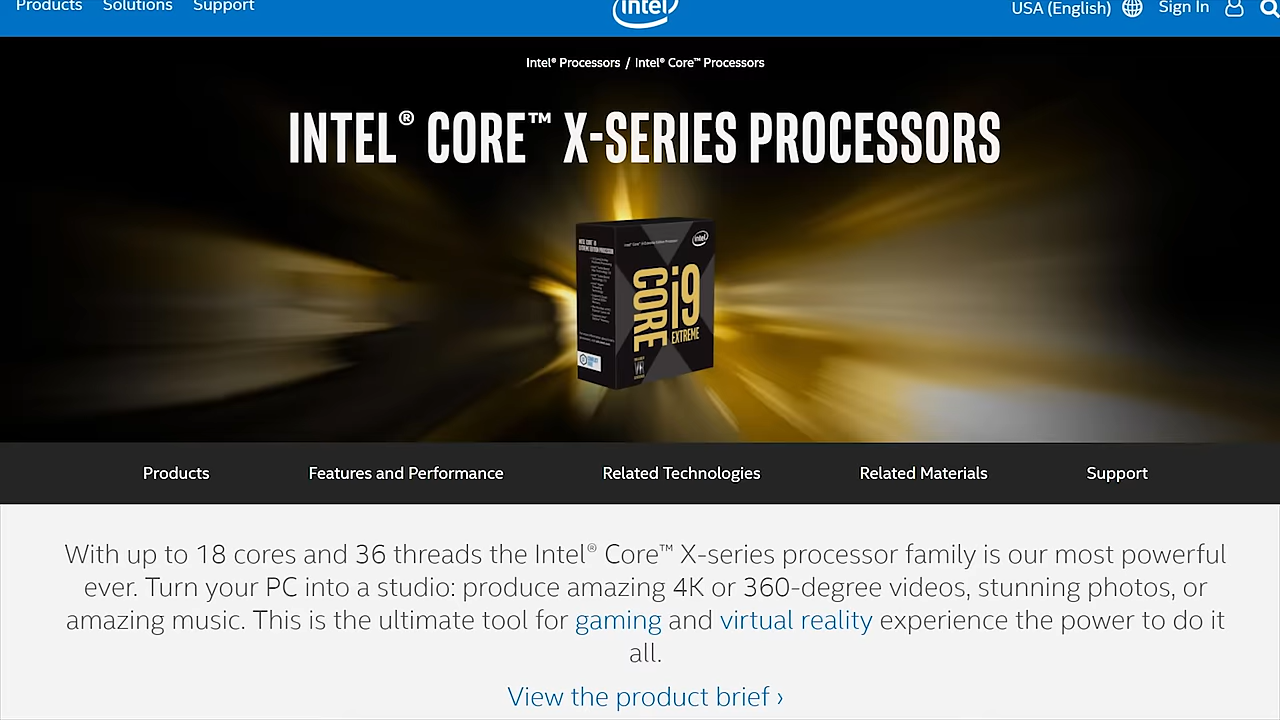 Products Solutions Support
intel
USA (English) Sign In
Intel® Processors / Intel® Core™ Processors
INTEL® CORE™ X-SERIES PROCESSORS
intel
CORE i9
EXTREME
VR
Products Features and Performance Related Technologies Related Materials Support
With up to 18 cores and 36 threads the Intel® Core™ X-series processor family is our most powerful
ever. Turn your PC into a studio: produce amazing 4K or 360-degree videos, stunning photos, or
amazing music. This is the ultimate tool for gaming and virtual reality experience the power to do it
all.
View the product brief ›